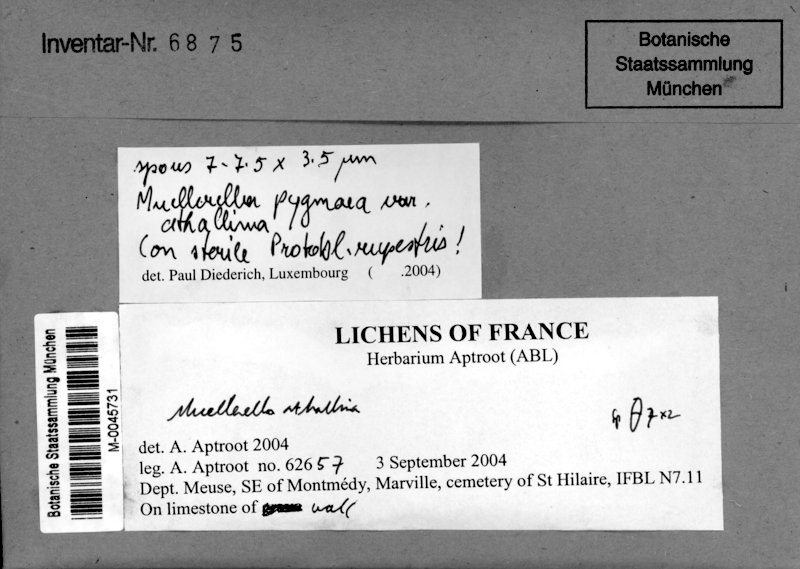 Inventar-Nr. 6875
Botanische
Staatssammlung
München
spores 7-7.5 x 3.5 µm
Muellerella pygmaea var.
athallina
(on sterile Protobl. rupestris!
det. Paul Diederich, Luxembourg ( .2004)
LICHENS OF FRANCE
Herbarium Aptroot (ABL)
Muellerella athallina
sp 7x2
det. A. Aptroot 2004
leg. A. Aptroot no. 62657 3 September 2004
Dept. Meuse, SE of Montmédy, Marville, cemetery of St Hilaire, IFBL N7.11
On limestone of wall
Botanische Staatssammlung München
M-0045731